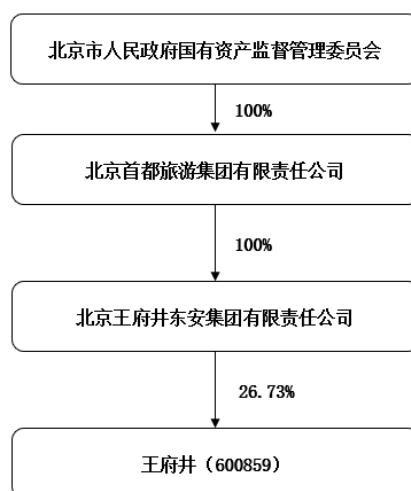 北京市人民政府国有资产监督管理委员会
100%
北京首都旅游集团有限责任公司
100%
北京王府井东安集团有限责任公司
26.73%
王府井（600859）